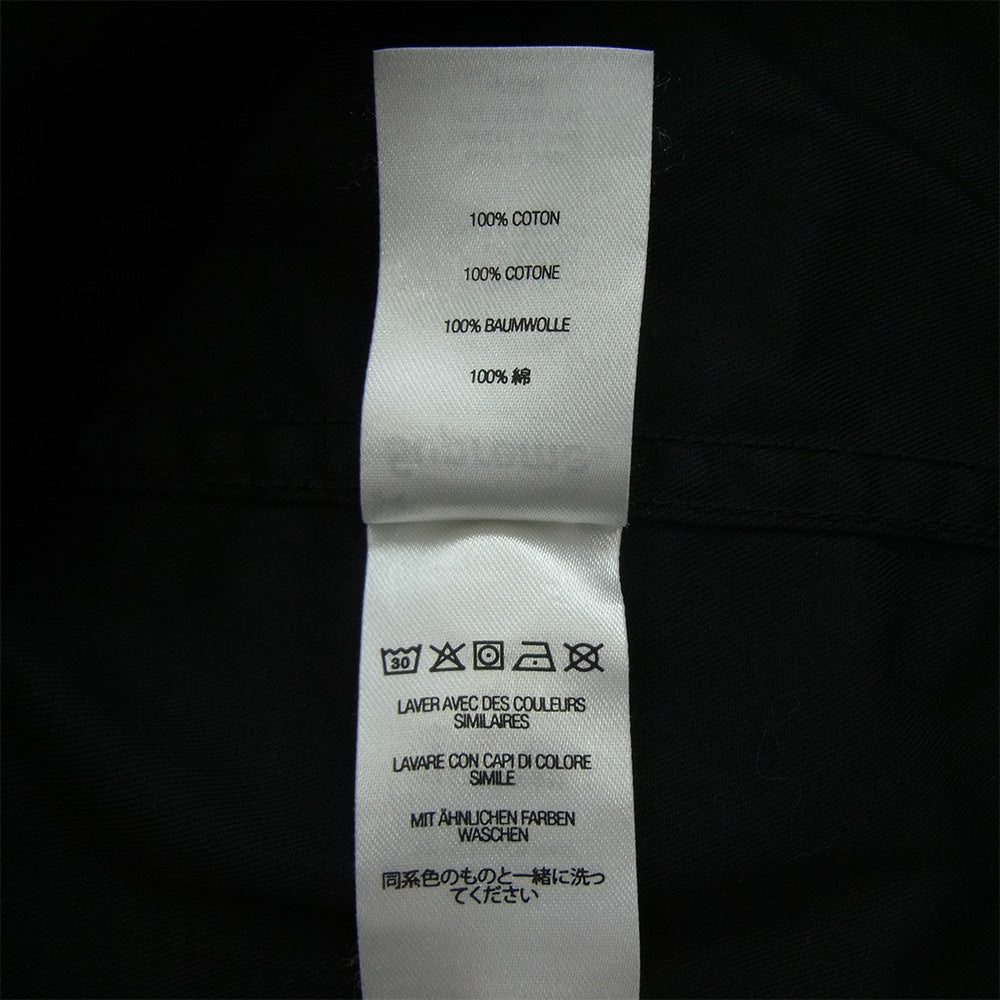 100% COTON
100% COTONE
100% BAUMWOLLE
100% 綿
30
LAVER AVEC DES COULEURS
SIMILAIRES
LAVARE CON CAPI DI COLORE
SIMILE
MIT ÄHNLICHEN FARBEN
WASCHEN
同系色のものと一緒に洗っ
てください